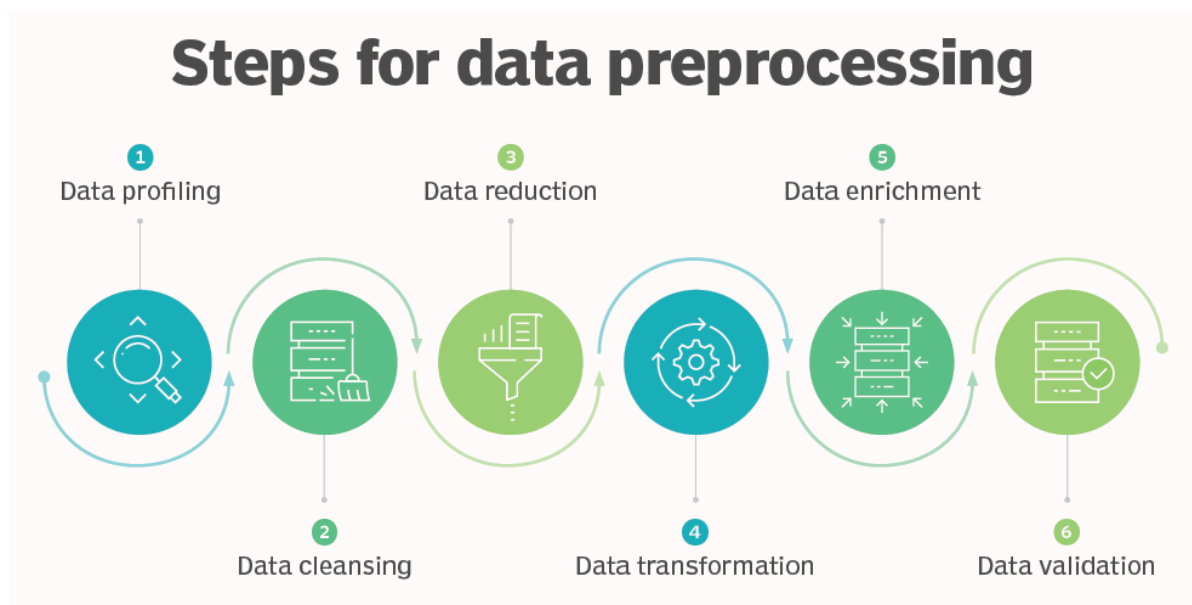 Steps for data preprocessing
1
Data profiling
2
Data cleansing
3
Data reduction
4
Data transformation
5
Data enrichment
6
Data validation